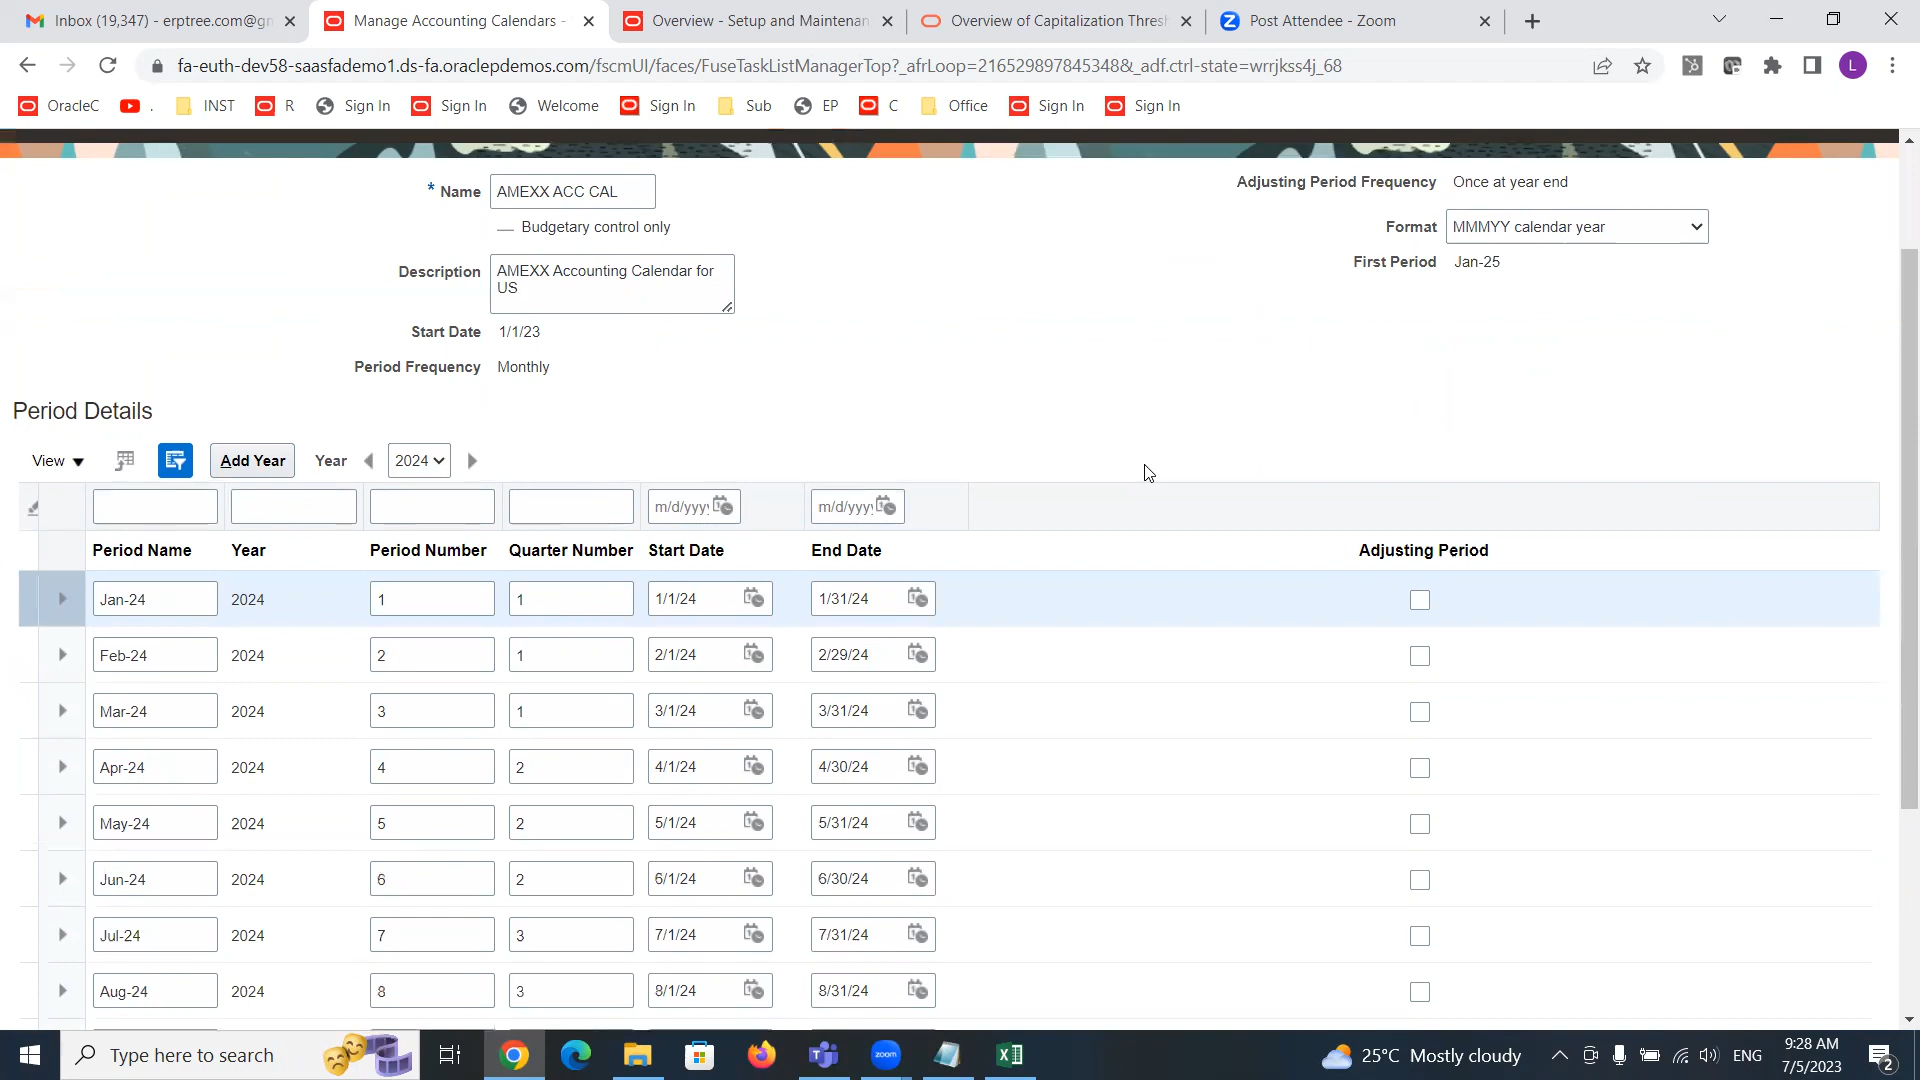 Inbox (19,347) - erptree.com@gm
Manage Accounting Calendars -
Overview - Setup and Maintenan
Overview of Capitalization Thresh
Post Attendee - Zoom
fa-euth-dev58-saasfademo1.ds-fa.oraclepdemos.com/fscmUI/faces/FuseTaskListManagerTop?_afrLoop=21652989784534&_adf.ctrl-state=wrrjkss4j_68
L
OracleC . INST R Sign In Sign In Welcome Sign In Sub EP C Office Sign In Sign In
* Name AMEXX ACC CAL
Budgetary control only
Description AMEXX Accounting Calendar for
US
Start Date 1/1/23
Period Frequency Monthly
Adjusting Period Frequency Once at year end
Format MMMYY calendar year
First Period Jan-25
Period Details
View Add Year Year 2024
m/d/yyyy m/d/yyyy
Period Name Year Period Number Quarter Number Start Date End Date Adjusting Period
Jan-24 2024 1 1 1/1/24 1/31/24
Feb-24 2024 2 1 2/1/24 2/29/24
Mar-24 2024 3 1 3/1/24 3/31/24
Apr-24 2024 4 2 4/1/24 4/30/24
May-24 2024 5 2 5/1/24 5/31/24
Jun-24 2024 6 2 6/1/24 6/30/24
Jul-24 2024 7 3 7/1/24 7/31/24
Aug-24 2024 8 3 8/1/24 8/31/24
Type here to search
zoom
25°C Mostly cloudy
ENG
9:28 AM
7/5/2023
2